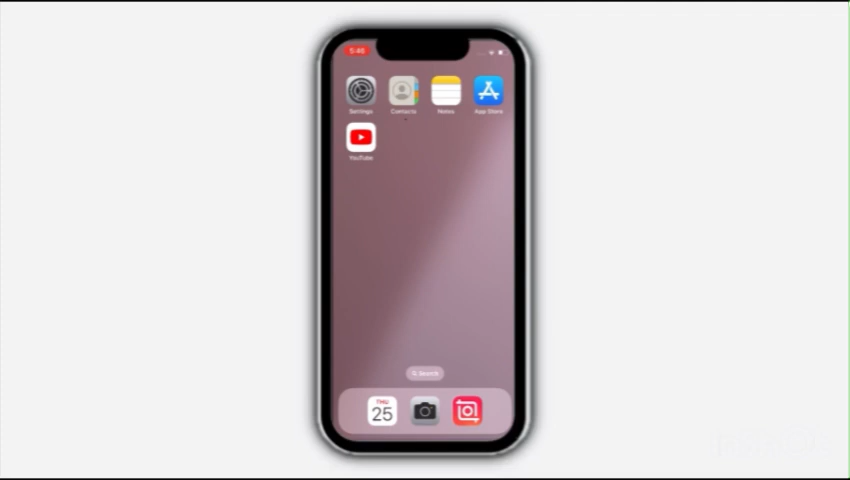 5:46
Settings
Contacts
Notes
App Store
YouTube
Search
THU
25